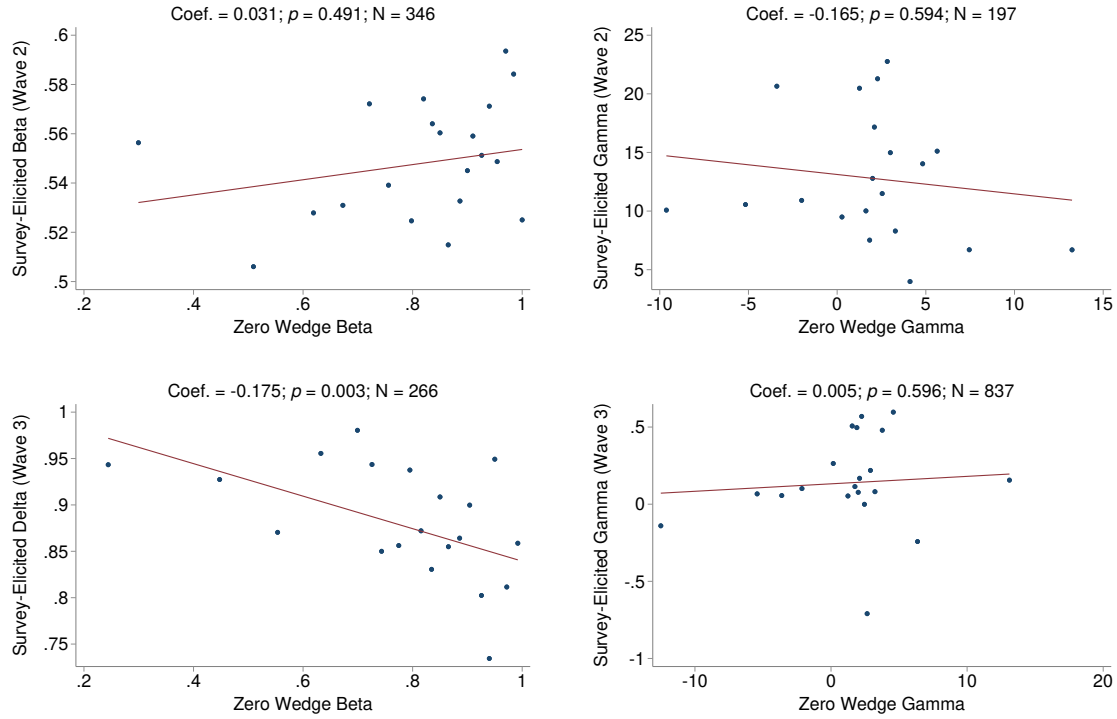 Coef. = 0.031; p = 0.491; N = 346
Survey-Elicited Beta (Wave 2)
.6
.58
.56
.54
.52
.5
.2 .4 .6 .8 1
Zero Wedge Beta
Coef. = -0.165; p = 0.594; N = 197
Survey-Elicited Gamma (Wave 2)
25
20
15
10
5
-10 -5 0 5 10 15
Zero Wedge Gamma
Coef. = -0.175; p = 0.003; N = 266
Survey-Elicited Delta (Wave 3)
1
.95
.9
.85
.8
.75
.2 .4 .6 .8 1
Zero Wedge Beta
Coef. = 0.005; p = 0.596; N = 837
Survey-Elicited Gamma (Wave 3)
.5
0
-.5
-1
-10 0 10 20
Zero Wedge Gamma